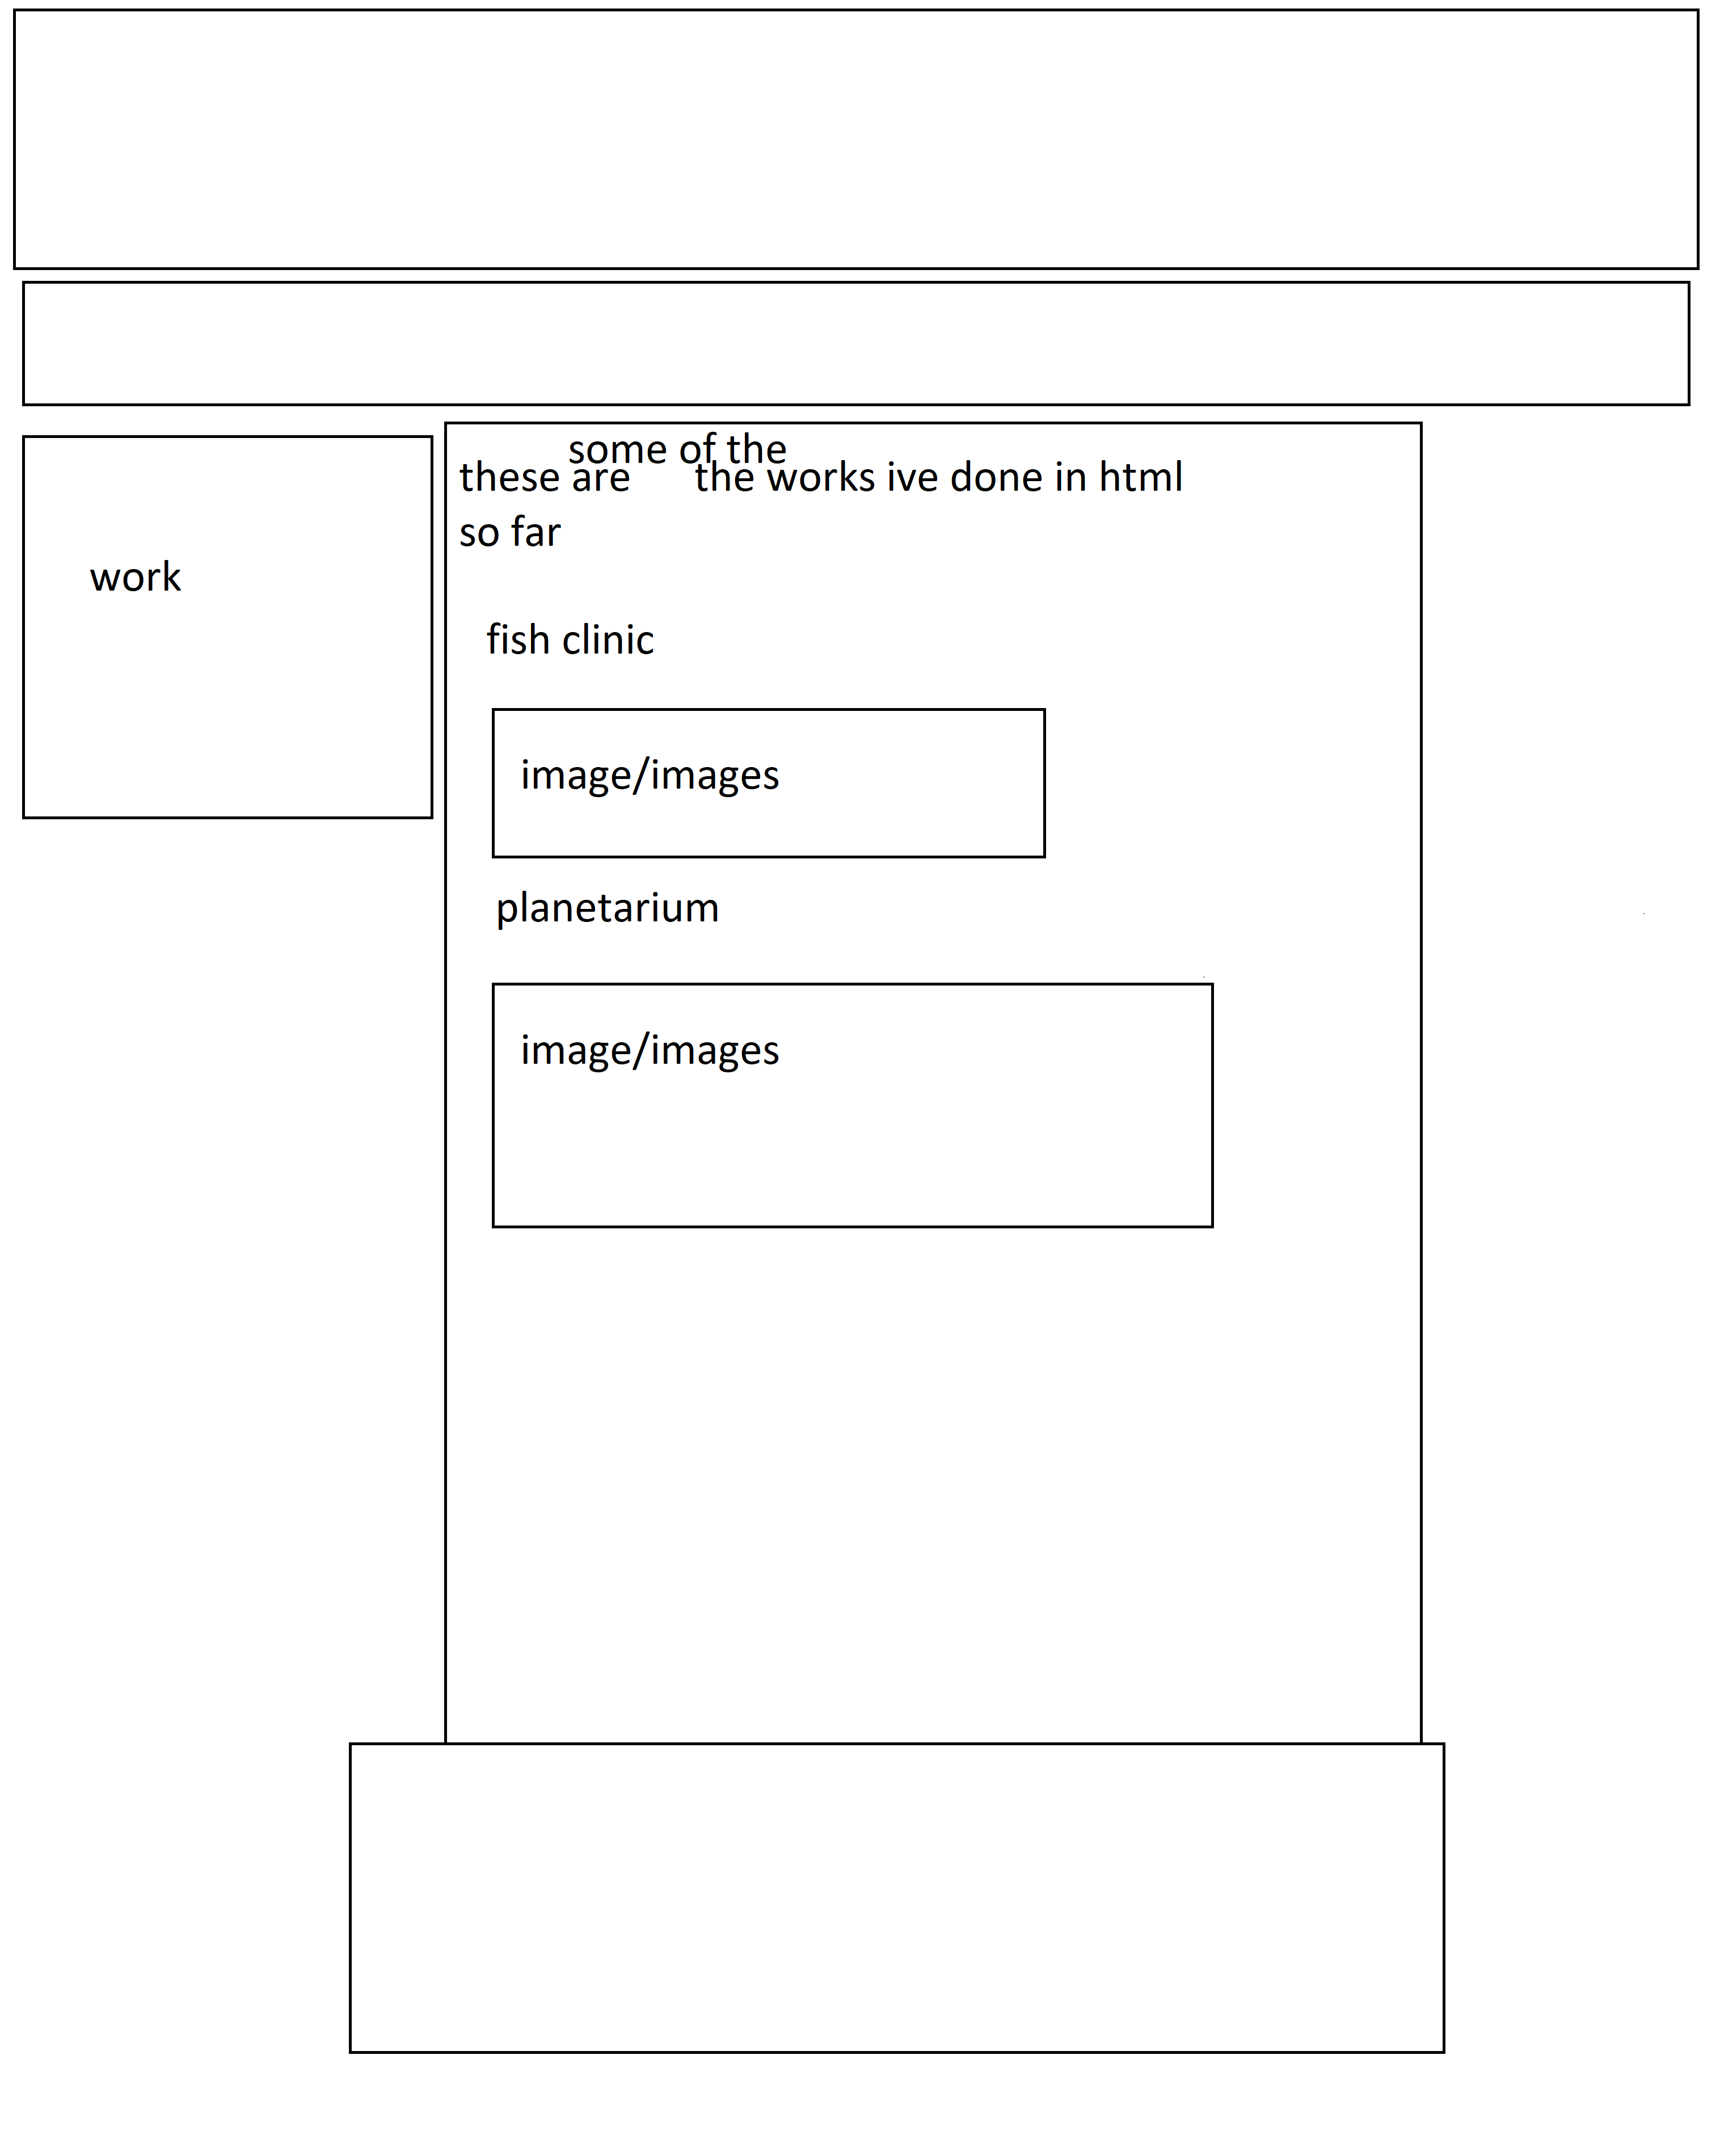 work
some of the
these are the works ive done in html
so far
fish clinic
image/images
planetarium
image/images